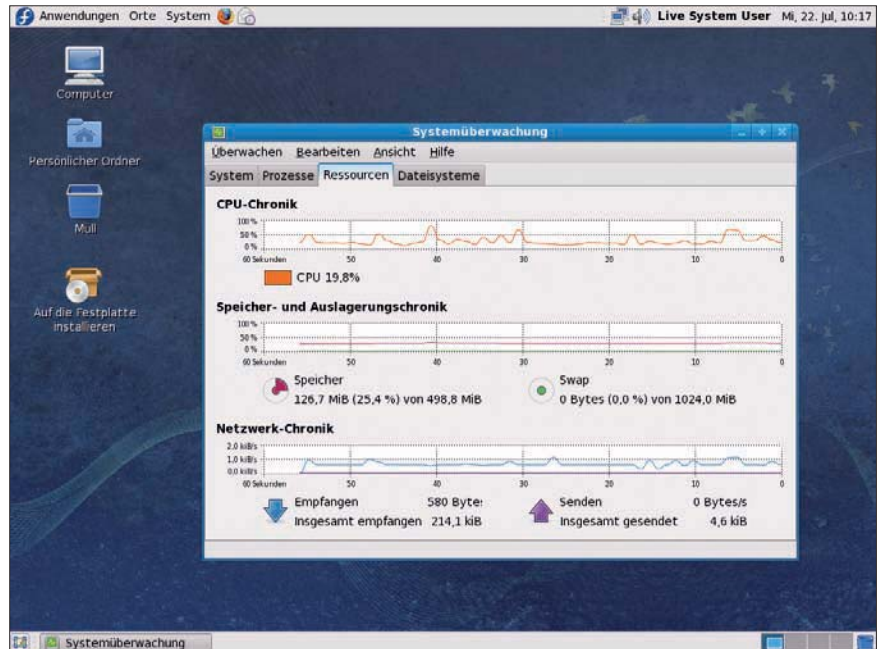 Anwendungen Orte System
Live System User Mi, 22. Jul, 10:17
Computer
Persönlicher Ordner
Müll
Auf die Festplatte
installieren
Systemüberwachung
Überwachen Bearbeiten Ansicht Hilfe
System Prozesse Ressourcen Dateisysteme
CPU-Chronik
100 %
50 %
0 %
60 Sekunden 50 40 30 20 10 0
CPU 19,8%
Speicher- und Auslagerungschronik
100 %
50 %
0 %
60 Sekunden 50 40 30 20 10 0
Speicher
126,7 MiB (25,4 %) von 498,8 MiB
Swap
0 Bytes (0,0 %) von 1024,0 MiB
Netzwerk-Chronik
2,0 kiB/s
1,0 kiB/s
0,0 kiB/s
60 Sekunden 50 40 30 20 10 0
Empfangen 580 Byte
Insgesamt empfangen 214,1 kiB
Senden 0 Bytes/s
Insgesamt gesendet 4,6 kiB
Systemüberwachung